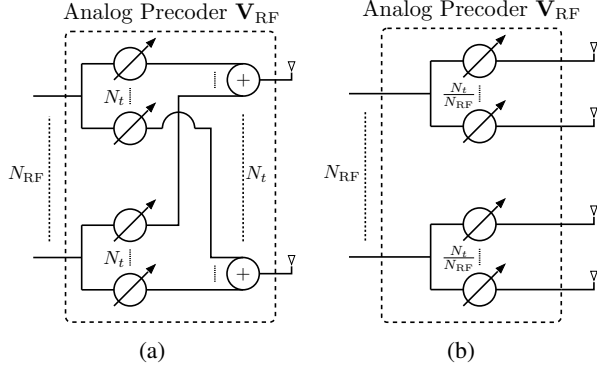 Analog Precoder V_RF
N_t
+
N_RF
N_t
N_t
+
(a)
Analog Precoder V_RF
N_t/N_RF
N_RF
N_t/N_RF
(b)